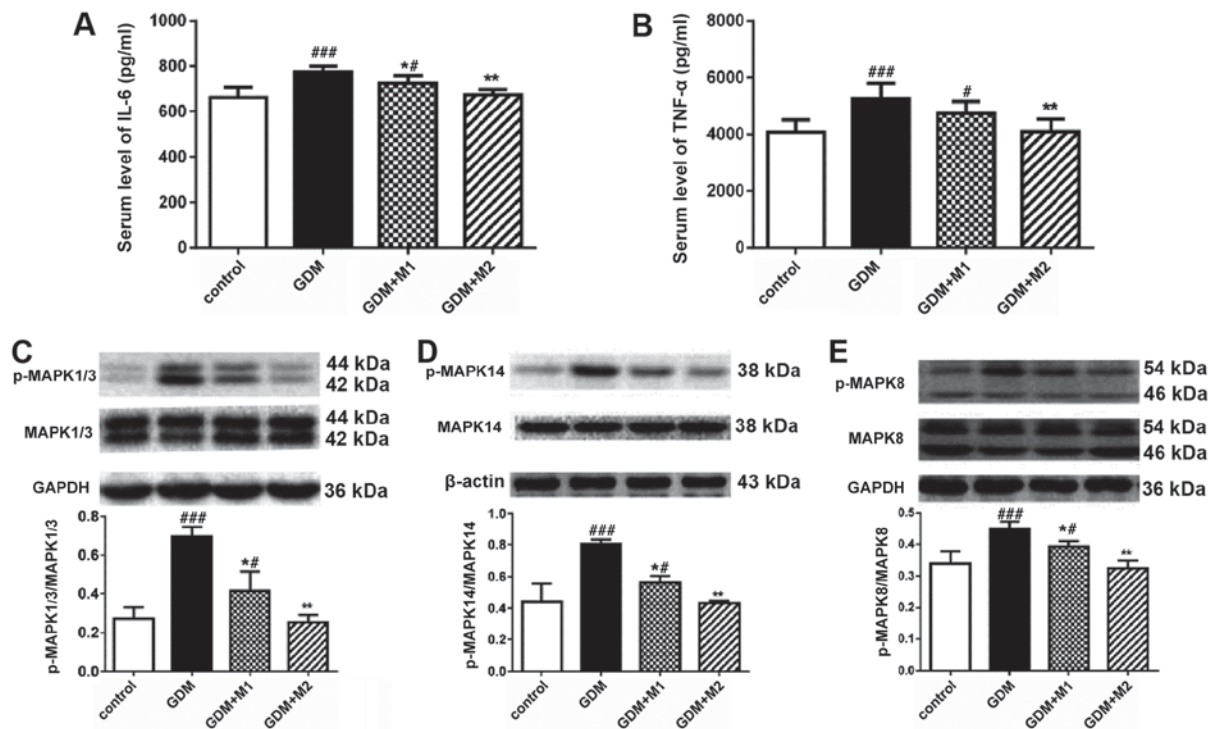 A
Serum level of IL-6 (pg/ml)
1000
800
600
400
200
0
###
*#
**
control
GDM
GDM+M1
GDM+M2
B
Serum level of TNF-α (pg/ml)
8000
6000
4000
2000
0
###
#
**
control
GDM
GDM+M1
GDM+M2
C
p-MAPK1/3
44 kDa
42 kDa
MAPK1/3
44 kDa
42 kDa
GAPDH
36 kDa
p-MAPK1/3/MAPK1/3
0.8
0.6
0.4
0.2
0.0
###
*#
**
control
GDM
GDM+M1
GDM+M2
D
p-MAPK14
38 kDa
MAPK14
38 kDa
β-actin
43 kDa
p-MAPK14/MAPK14
1.0
0.8
0.6
0.4
0.2
0.0
###
*#
**
control
GDM
GDM+M1
GDM+M2
E
p-MAPK8
54 kDa
46 kDa
MAPK8
54 kDa
46 kDa
GAPDH
36 kDa
p-MAPK8/MAPK8
0.5
0.4
0.3
0.2
0.1
0.0
###
*#
**
control
GDM
GDM+M1
GDM+M2